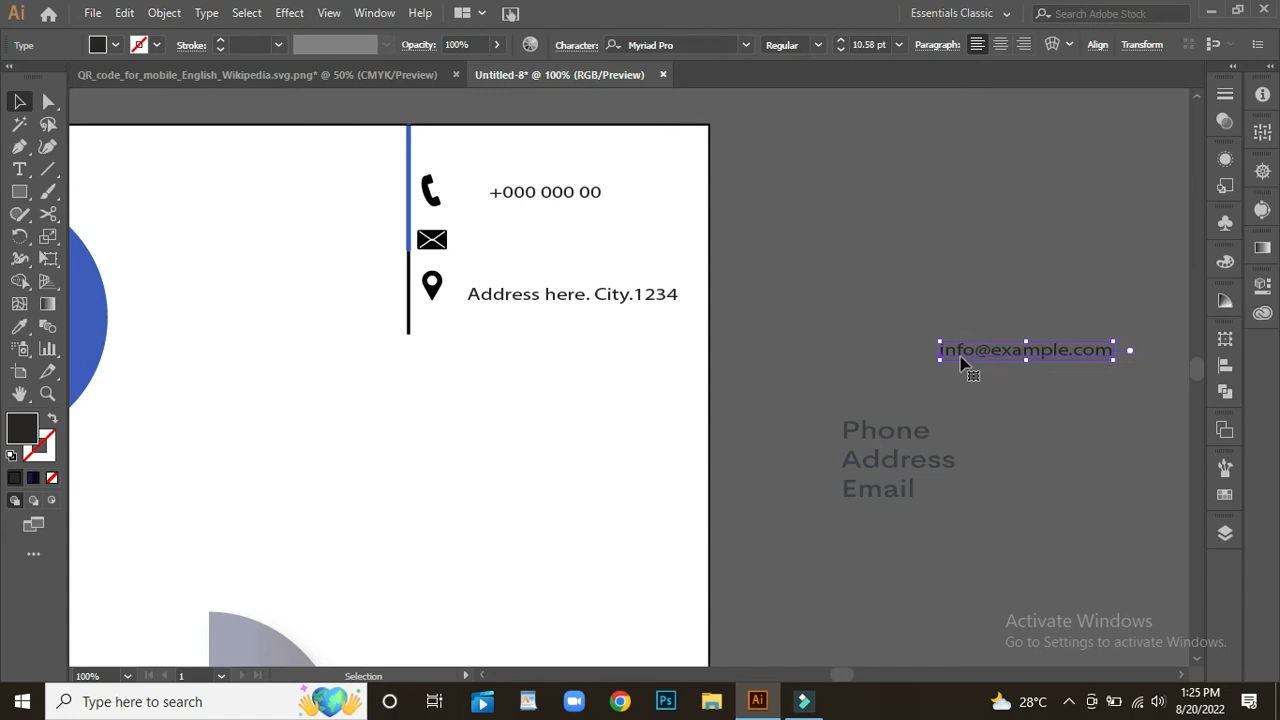 Ai File Edit Object Type Select Effect View Window Help Essentials Classic Search Adobe Stock
Type Stroke: Opacity: 100% Character: Myriad Pro Regular 10.58 pt Paragraph: Align Transform
QR_code_for_mobile_English_Wikipedia.svg.png* @ 50% (CMYK/Preview) × Untitled-8* @ 100% (RGB/Preview) ×
+000 000 00
Address here. City.1234
info@example.com
Phone
Address
Email
Activate Windows
Go to Settings to activate Windows.
100% 1 Selection
Type here to search Ps Ai 28°C 1:25 PM
8/20/2022